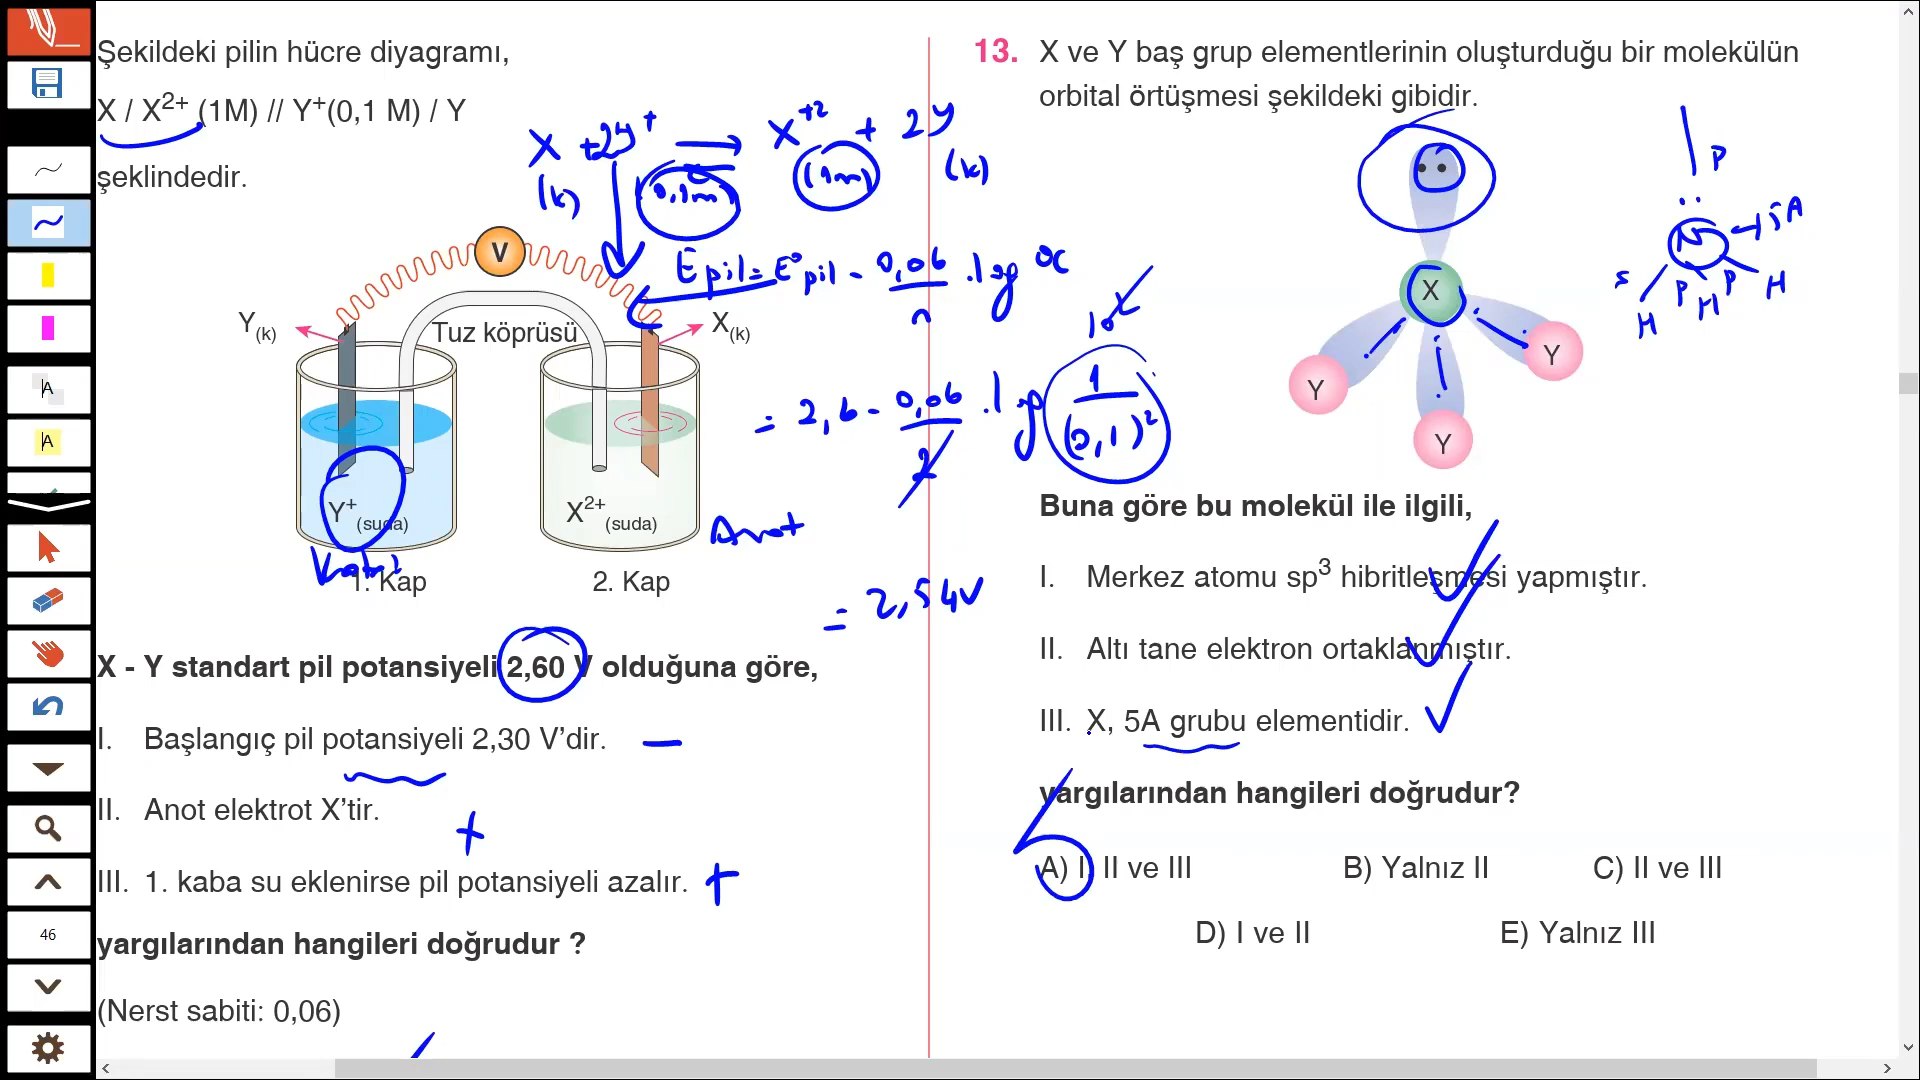 Şekildeki pilin hücre diyagramı,
X / X2+ (1M) // Y+(0,1 M) / Y
şeklindedir.
X + 2y+ → X+2 + 2y
(k) 0,1m (1m) (k)
V
Y(k)
Tuz köprüsü
X(k)
Epil = E°pil - 0,06/n . log
= 2,6 - 0,06/2 . log 1/(0,1)2
Y+(suda)
X2+(suda)
Anot
1. Kap
2. Kap
= 2,54V
X - Y standart pil potansiyeli 2,60 V olduğuna göre,
I. Başlangıç pil potansiyeli 2,30 V’dir. −
II. Anot elektrot X’tir. +
III. 1. kaba su eklenirse pil potansiyeli azalır. +
yargılarından hangileri doğrudur ?
(Nerst sabiti: 0,06)
13. X ve Y baş grup elementlerinin oluşturduğu bir molekülün
orbital örtüşmesi şekildeki gibidir.
X
Y
Y
Y
P
N
5A
s
P
P
H
H
H
Buna göre bu molekül ile ilgili,
I. Merkez atomu sp3 hibritleşmesi yapmıştır.
II. Altı tane elektron ortaklanmıştır.
III. X, 5A grubu elementidir.
yargılarından hangileri doğrudur?
A) I, II ve III B) Yalnız II C) II ve III
D) I ve II E) Yalnız III
A
A
46